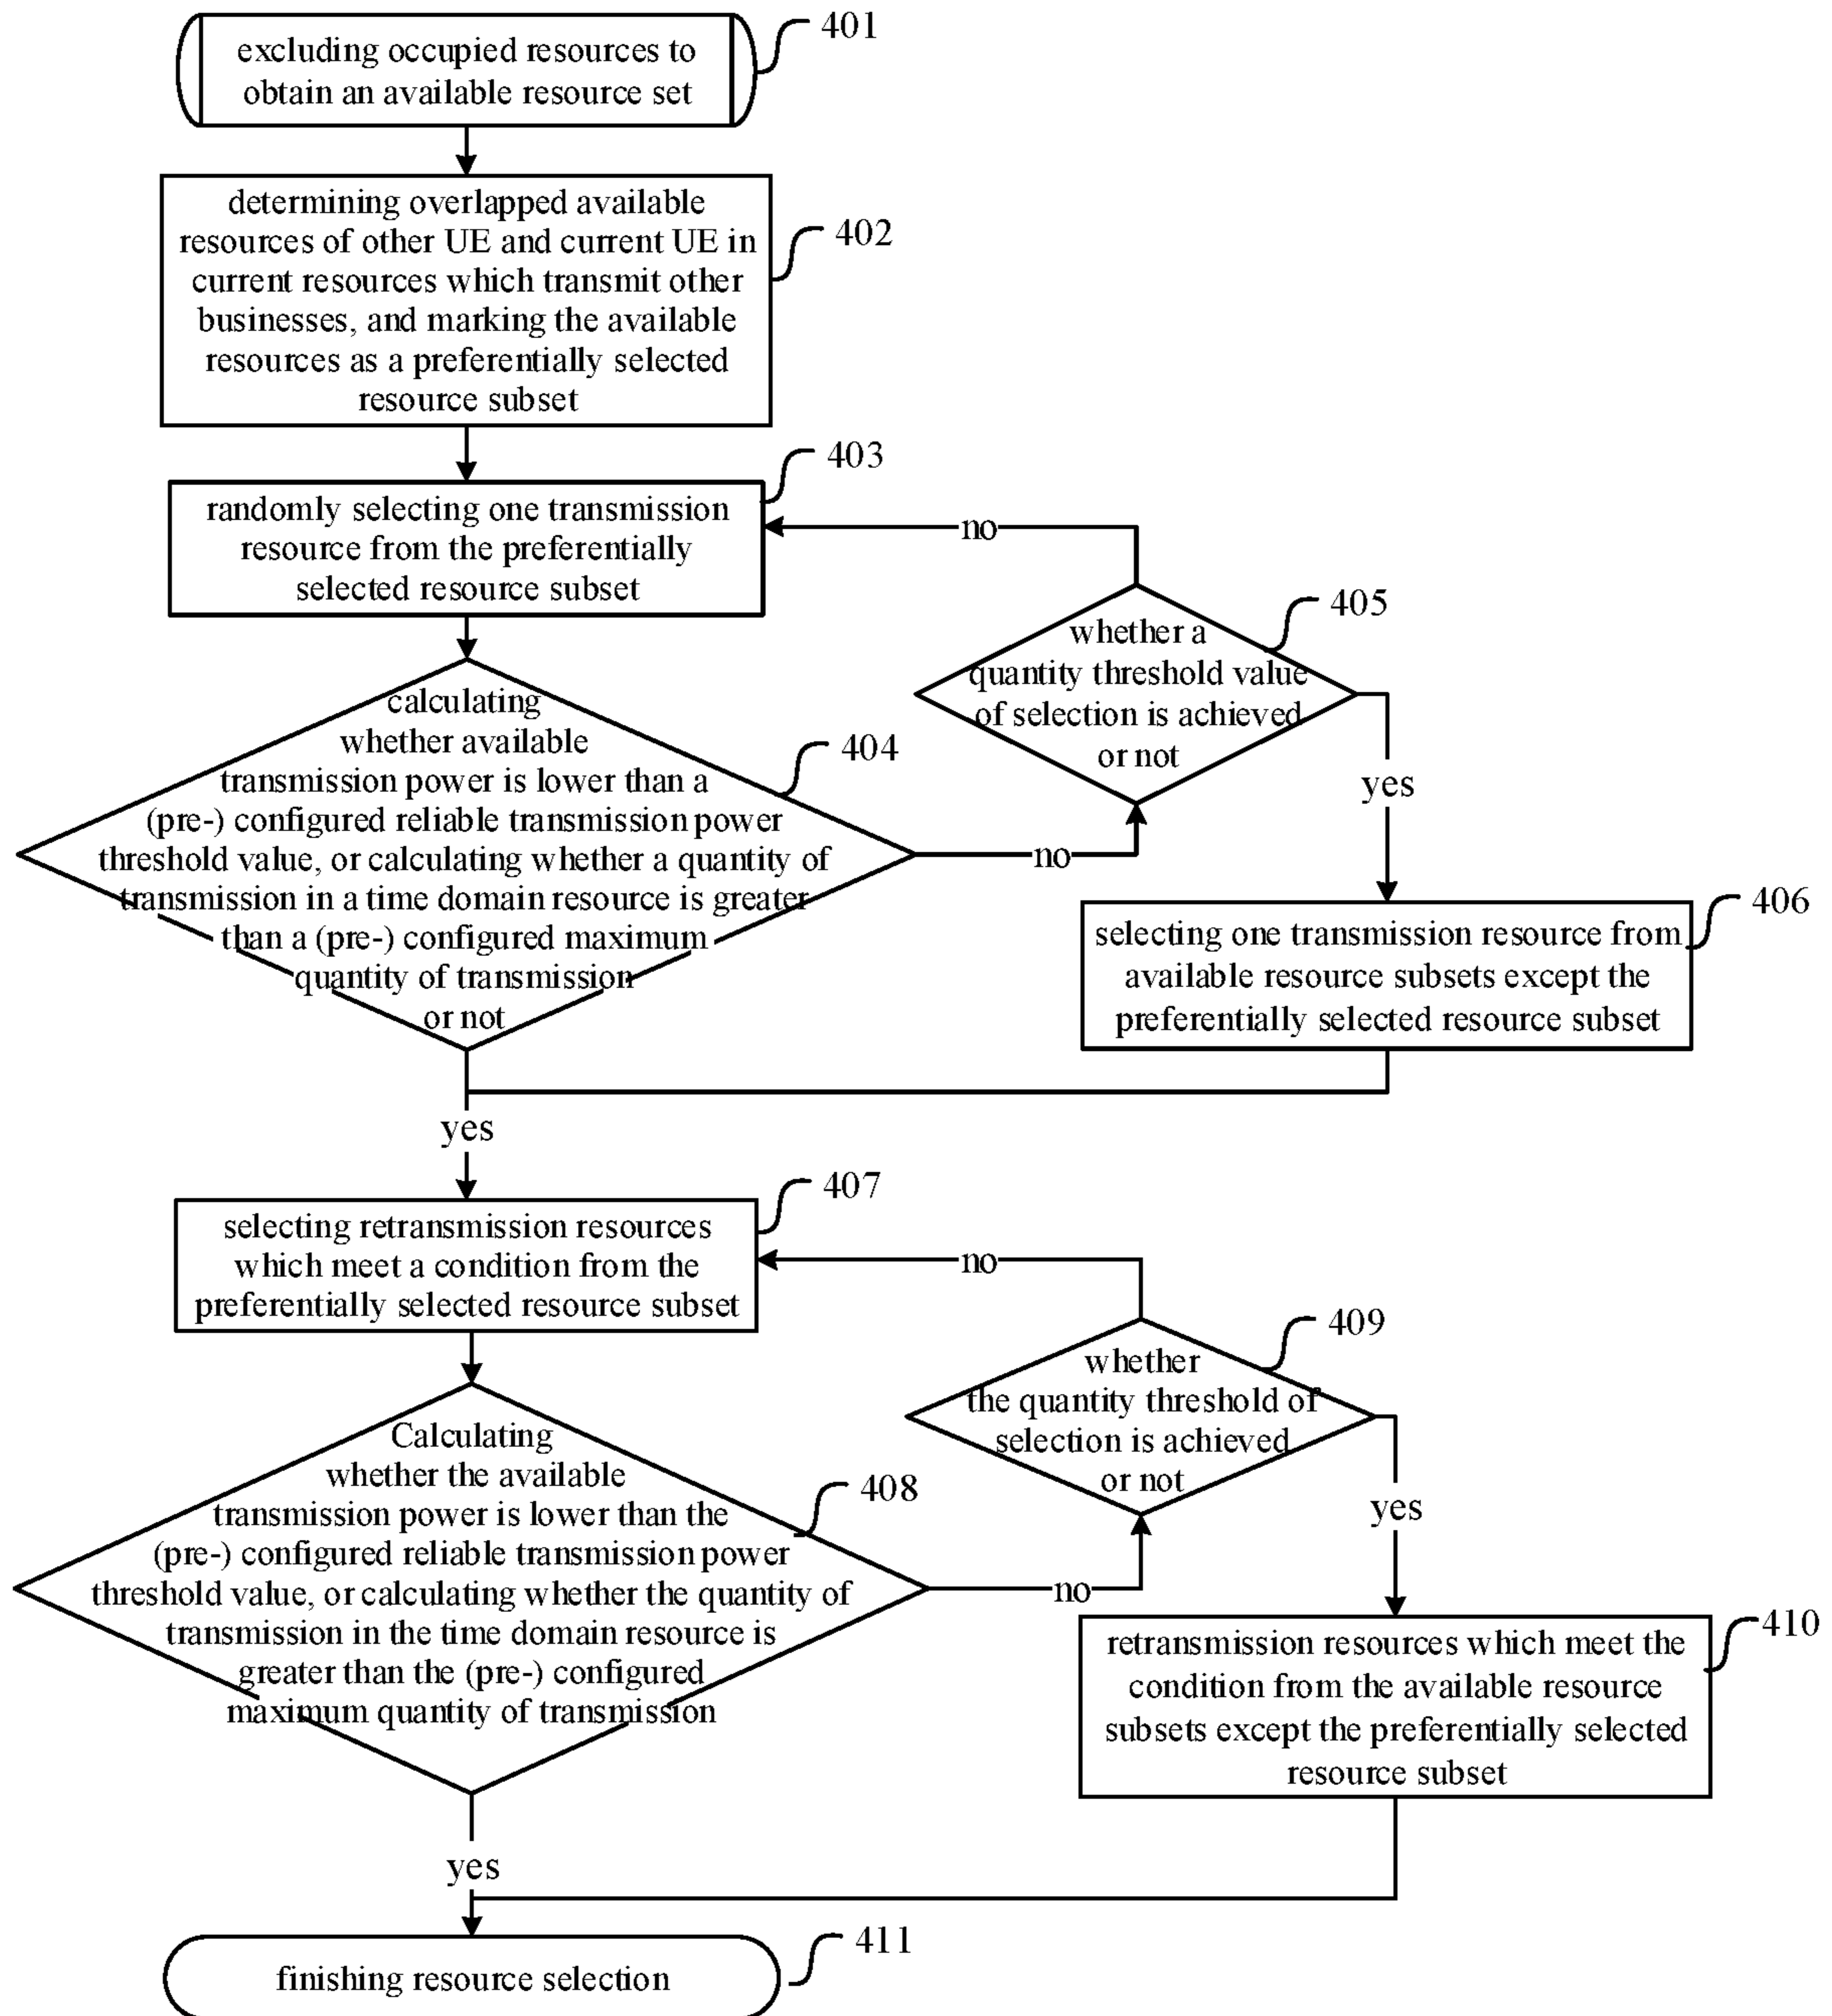 excluding occupied resources to
obtain an available resource set
401
determining overlapped available
resources of other UE and current UE in
current resources which transmit other
businesses, and marking the available
resources as a preferentially selected
resource subset
402
randomly selecting one transmission
resource from the preferentially
selected resource subset
403
no
calculating
whether available
transmission power is lower than a
(pre-) configured reliable transmission power
threshold value, or calculating whether a quantity of
transmission in a time domain resource is greater
than a (pre-) configured maximum
quantity of transmission
or not
404
no
whether a
quantity threshold value
of selection is achieved
or not
405
yes
selecting one transmission resource from
available resource subsets except the
preferentially selected resource subset
406
yes
selecting retransmission resources
which meet a condition from the
preferentially selected resource subset
407
no
Calculating
whether the available
transmission power is lower than the
(pre-) configured reliable transmission power
threshold value, or calculating whether the quantity of
transmission in the time domain resource is
greater than the (pre-) configured
maximum quantity of transmission
408
no
whether
the quantity threshold of
selection is achieved
or not
409
yes
retransmission resources which meet the
condition from the available resource
subsets except the preferentially selected
resource subset
410
yes
finishing resource selection
411